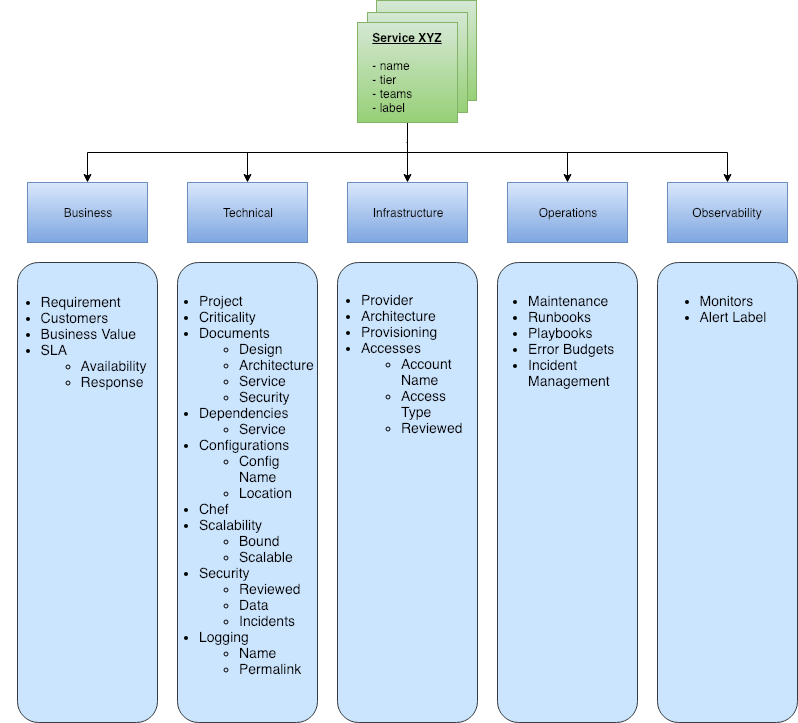 Service XYZ
- name
- tier
- teams
- label
Business
Technical
Infrastructure
Operations
Observability
Requirement
Customers
Business Value
SLA
Availability
Response
Project
Criticality
Documents
Design
Architecture
Service
Security
Dependencies
Service
Configurations
Config
Name
Location
Chef
Scalability
Bound
Scalable
Security
Reviewed
Data
Incidents
Logging
Name
Permalink
Provider
Architecture
Provisioning
Accesses
Account
Name
Access
Type
Reviewed
Maintenance
Runbooks
Playbooks
Error Budgets
Incident
Management
Monitors
Alert Label